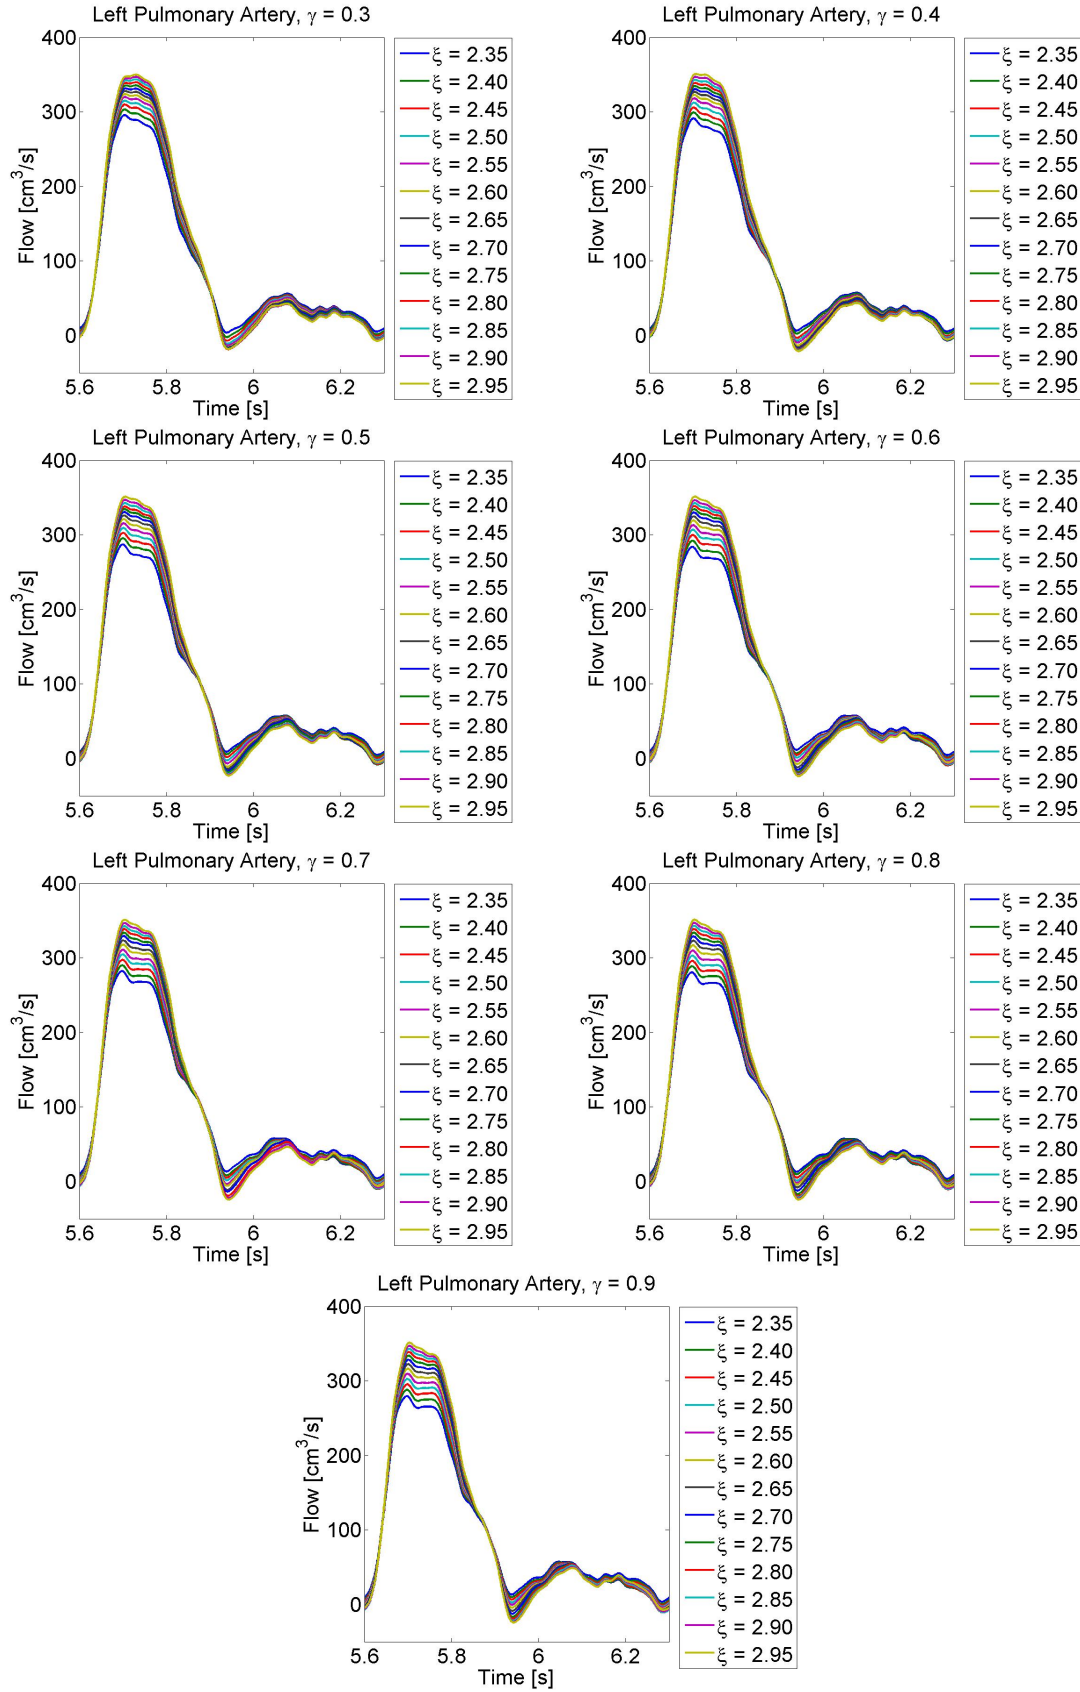 Left Pulmonary Artery, γ = 0.3
400
300
200
100
0
Flow [cm³/s]
5.6 5.8 6 6.2
Time [s]
ξ = 2.35
ξ = 2.40
ξ = 2.45
ξ = 2.50
ξ = 2.55
ξ = 2.60
ξ = 2.65
ξ = 2.70
ξ = 2.75
ξ = 2.80
ξ = 2.85
ξ = 2.90
ξ = 2.95
Left Pulmonary Artery, γ = 0.4
400
300
200
100
0
Flow [cm³/s]
5.6 5.8 6 6.2
Time [s]
ξ = 2.35
ξ = 2.40
ξ = 2.45
ξ = 2.50
ξ = 2.55
ξ = 2.60
ξ = 2.65
ξ = 2.70
ξ = 2.75
ξ = 2.80
ξ = 2.85
ξ = 2.90
ξ = 2.95
Left Pulmonary Artery, γ = 0.5
400
300
200
100
0
Flow [cm³/s]
5.6 5.8 6 6.2
Time [s]
ξ = 2.35
ξ = 2.40
ξ = 2.45
ξ = 2.50
ξ = 2.55
ξ = 2.60
ξ = 2.65
ξ = 2.70
ξ = 2.75
ξ = 2.80
ξ = 2.85
ξ = 2.90
ξ = 2.95
Left Pulmonary Artery, γ = 0.6
400
300
200
100
0
Flow [cm³/s]
5.6 5.8 6 6.2
Time [s]
ξ = 2.35
ξ = 2.40
ξ = 2.45
ξ = 2.50
ξ = 2.55
ξ = 2.60
ξ = 2.65
ξ = 2.70
ξ = 2.75
ξ = 2.80
ξ = 2.85
ξ = 2.90
ξ = 2.95
Left Pulmonary Artery, γ = 0.7
400
300
200
100
0
Flow [cm³/s]
5.6 5.8 6 6.2
Time [s]
ξ = 2.35
ξ = 2.40
ξ = 2.45
ξ = 2.50
ξ = 2.55
ξ = 2.60
ξ = 2.65
ξ = 2.70
ξ = 2.75
ξ = 2.80
ξ = 2.85
ξ = 2.90
ξ = 2.95
Left Pulmonary Artery, γ = 0.8
400
300
200
100
0
Flow [cm³/s]
5.6 5.8 6 6.2
Time [s]
ξ = 2.35
ξ = 2.40
ξ = 2.45
ξ = 2.50
ξ = 2.55
ξ = 2.60
ξ = 2.65
ξ = 2.70
ξ = 2.75
ξ = 2.80
ξ = 2.85
ξ = 2.90
ξ = 2.95
Left Pulmonary Artery, γ = 0.9
400
300
200
100
0
Flow [cm³/s]
5.6 5.8 6 6.2
Time [s]
ξ = 2.35
ξ = 2.40
ξ = 2.45
ξ = 2.50
ξ = 2.55
ξ = 2.60
ξ = 2.65
ξ = 2.70
ξ = 2.75
ξ = 2.80
ξ = 2.85
ξ = 2.90
ξ = 2.95